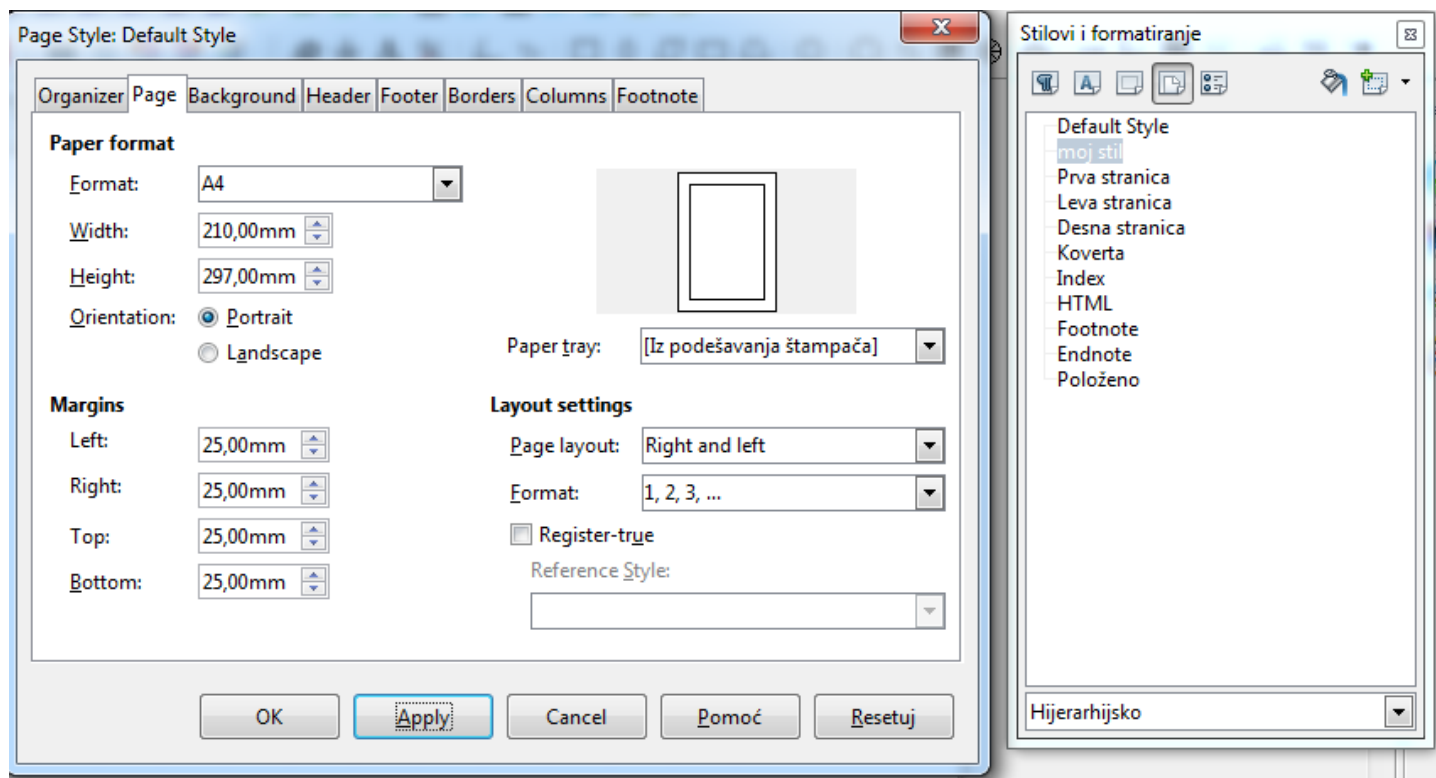 Page Style: Default Style
Organizer Page Background Header Footer Borders Columns Footnote
Paper format
Format: A4
Width: 210,00mm
Height: 297,00mm
Orientation: Portrait
Landscape
Paper tray: [Iz podešavanja štampača]
Margins
Left: 25,00mm
Right: 25,00mm
Top: 25,00mm
Bottom: 25,00mm
Layout settings
Page layout: Right and left
Format: 1, 2, 3, ...
Register-true
Reference Style:
OK Apply Cancel Pomoć Resetuj
Stilovi i formatiranje
Default Style
moj stil
Prva stranica
Leva stranica
Desna stranica
Koverta
Index
HTML
Footnote
Endnote
Položeno
Hijerarhijsko